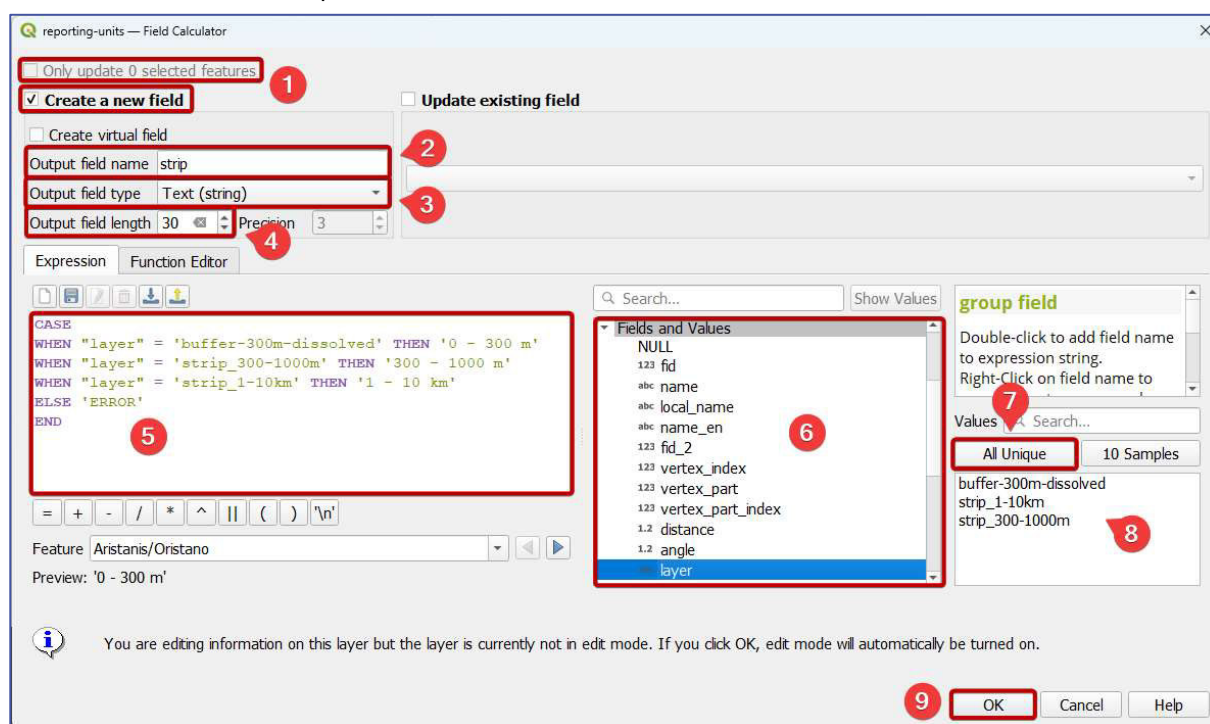 reporting-units — Field Calculator
Only update 0 selected features
1
Create a new field
Update existing field
Create virtual field
Output field name strip
2
Output field type Text (string)
3
Output field length 30 Precision 3
4
Expression Function Editor
CASE
WHEN "layer" = 'buffer-300m-dissolved' THEN '0 - 300 m'
WHEN "layer" = 'strip_300-1000m' THEN '300 - 1000 m'
WHEN "layer" = 'strip_1-10km' THEN '1 - 10 km'
ELSE 'ERROR'
END
5
= + - / * ^ || ( ) '\n'
Feature Aristanis/Oristano
Preview: '0 - 300 m'
Search... Show Values
Fields and Values
NULL
123 fid
abc name
abc local_name
abc name_en
123 fid_2
123 vertex_index
123 vertex_part
123 vertex_part_index
1.2 distance
1.2 angle
layer
6
group field
Double-click to add field name
to expression string.
Right-Click on field name to
7
Values Search...
All Unique 10 Samples
buffer-300m-dissolved
strip_1-10km
strip_300-1000m
8
You are editing information on this layer but the layer is currently not in edit mode. If you click OK, edit mode will automatically be turned on.
9
OK Cancel Help